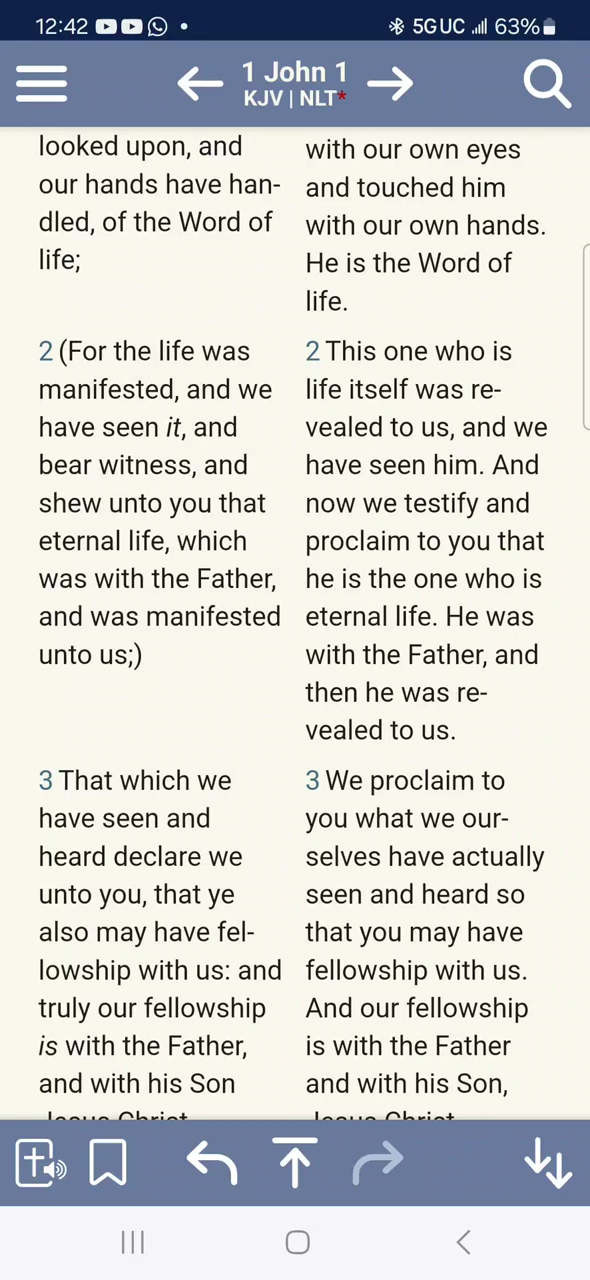 12:42
5GUC
63%
1 John 1
KJV | NLT*
looked upon, and
our hands have han-
dled, of the Word of
life;
2 (For the life was
manifested, and we
have seen it, and
bear witness, and
shew unto you that
eternal life, which
was with the Father,
and was manifested
unto us;)
3 That which we
have seen and
heard declare we
unto you, that ye
also may have fel-
lowship with us: and
truly our fellowship
is with the Father,
and with his Son
Jesus Christ
with our own eyes
and touched him
with our own hands.
He is the Word of
life.
2 This one who is
life itself was re-
vealed to us, and we
have seen him. And
now we testify and
proclaim to you that
he is the one who is
eternal life. He was
with the Father, and
then he was re-
vealed to us.
3 We proclaim to
you what we our-
selves have actually
seen and heard so
that you may have
fellowship with us.
And our fellowship
is with the Father
and with his Son,
Jesus Christ